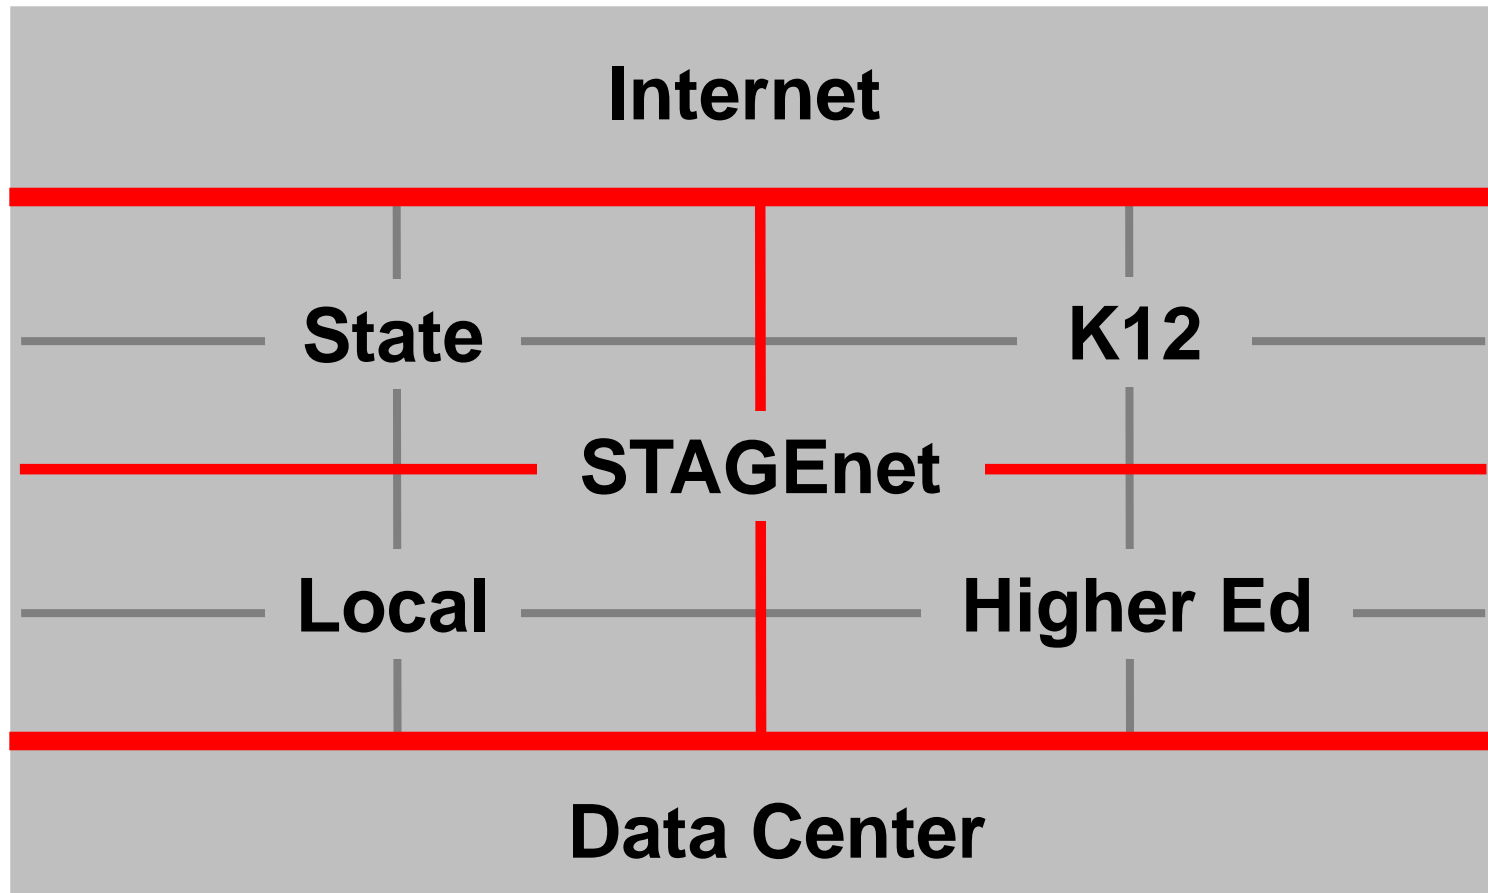 Internet
State
K12
STAGEnet
Local
Higher Ed
Data Center